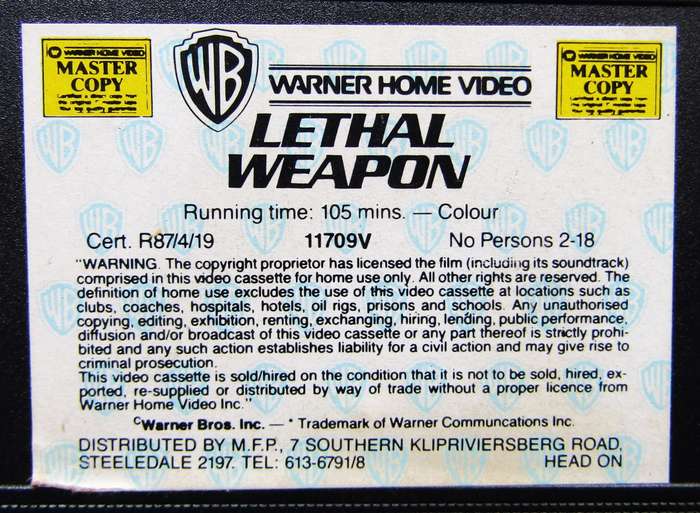 WARNER HOME VIDEO
MASTER
COPY
WB
WARNER HOME VIDEO
WARNER HOME VIDEO
MASTER
COPY
LETHAL
WEAPON
Running time: 105 mins. — Colour
Cert. R87/4/19 11709V No Persons 2-18
"WARNING. The copyright proprietor has licensed the film (including its soundtrack)
comprised in this video cassette for home use only. All other rights are reserved. The
definition of home use excludes the use of this video cassette at locations such as
clubs, coaches, hospitals, hotels, oil rigs, prisons and schools. Any unauthorised
copying, editing, exhibition, renting, exchanging, hiring, lending, public performance,
diffusion and/or broadcast of this video cassette or any part thereof is strictly prohi-
bited and any such action establishes liability for a civil action and may give rise to
criminal prosecution.
This video cassette is sold/hired on the condition that it is not to be sold, hired, ex-
ported, re-supplied or distributed by way of trade without a proper licence from
Warner Home Video Inc."
©Warner Bros. Inc. — * Trademark of Warner Communcations Inc.
DISTRIBUTED BY M.F.P., 7 SOUTHERN KLIPRIVIERSBERG ROAD,
STEELEDALE 2197. TEL: 613-6791/8 HEAD ON